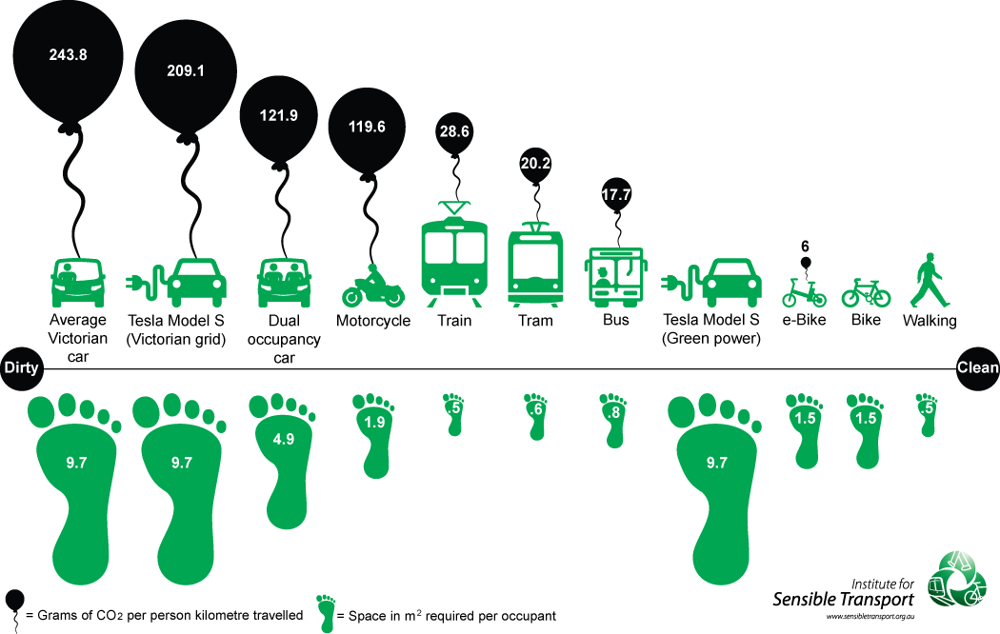 243.8
209.1
121.9
119.6
28.6
20.2
17.7
6
Average
Victorian
car
Tesla Model S
(Victorian grid)
Dual
occupancy
car
Motorcycle
Train
Tram
Bus
Tesla Model S
(Green power)
e-Bike
Bike
Walking
Dirty
Clean
9.7
9.7
4.9
1.9
.5
.6
.8
9.7
1.5
1.5
.5
= Grams of CO2 per person kilometre travelled
= Space in m² required per occupant
Institute for
Sensible Transport
www.sensibletransport.org.au